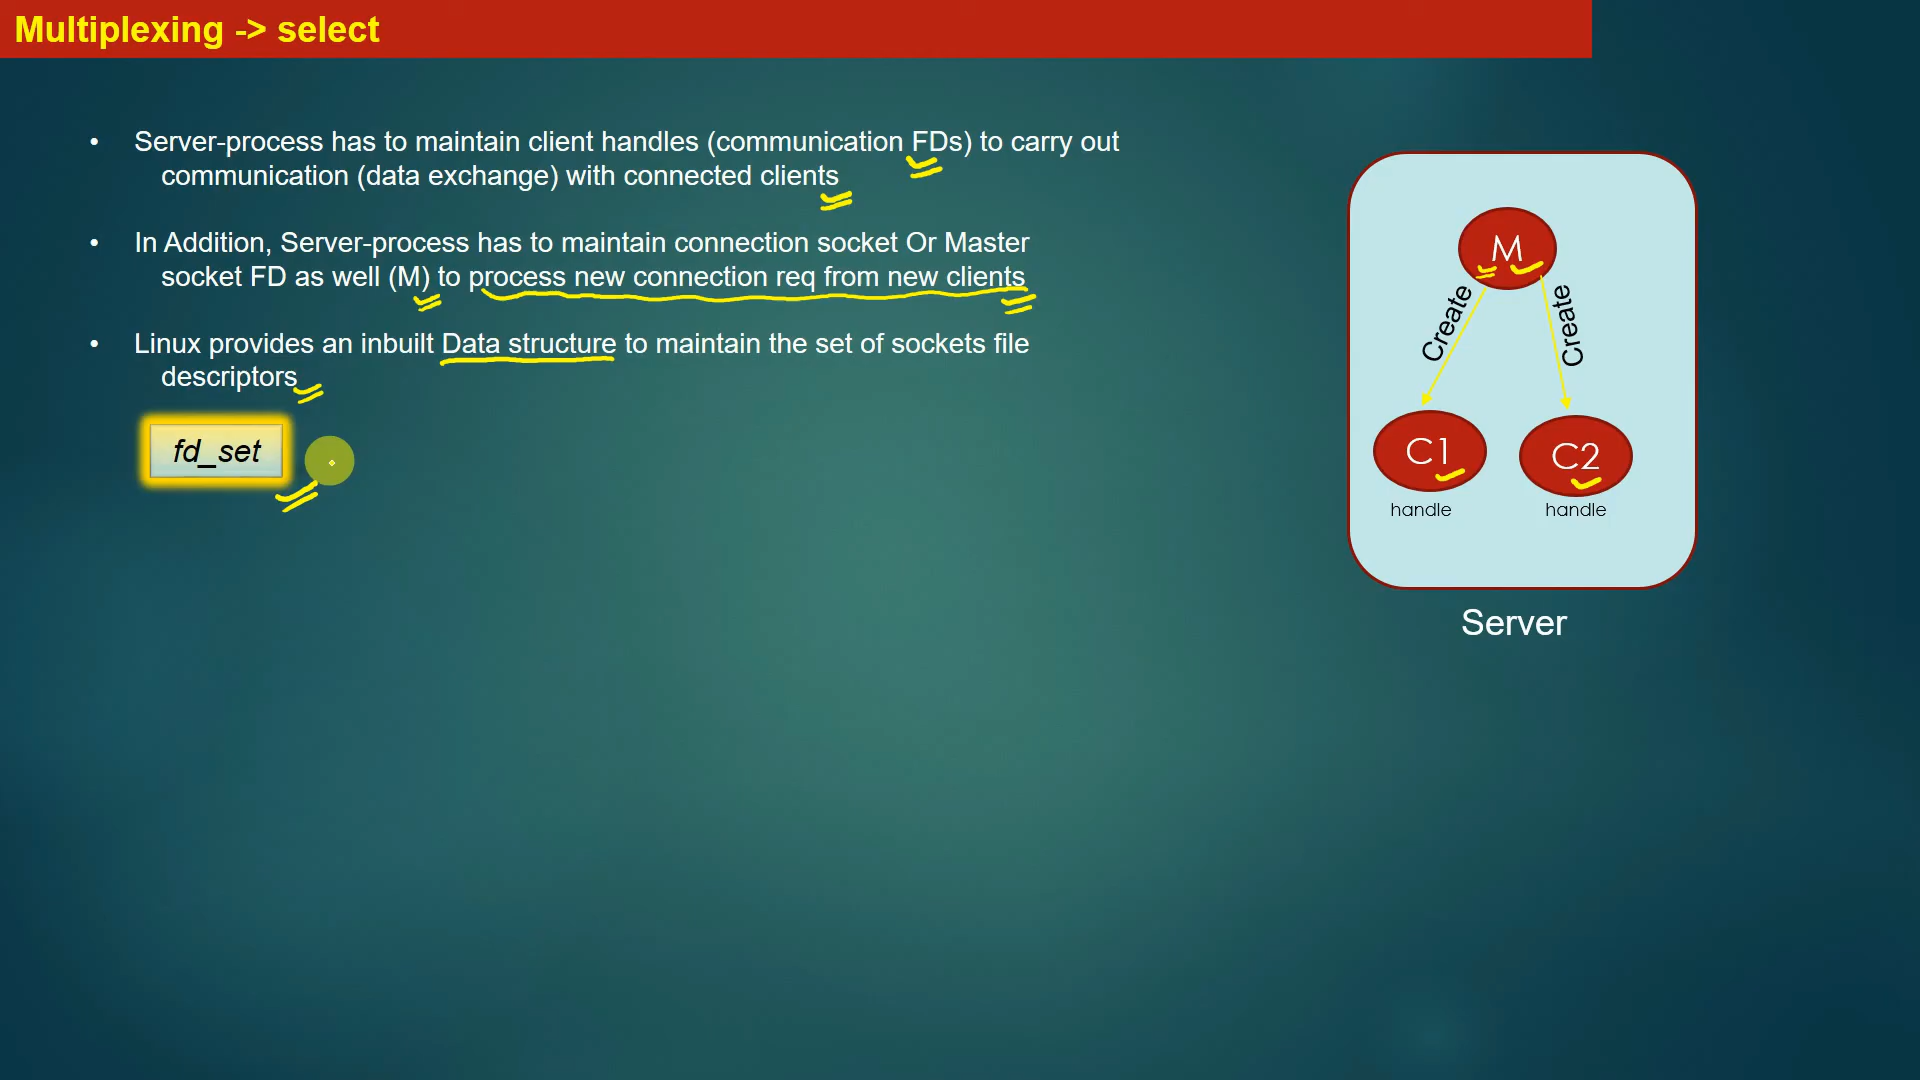 Multiplexing -> select
• Server-process has to maintain client handles (communication FDs) to carry out
communication (data exchange) with connected clients
• In Addition, Server-process has to maintain connection socket Or Master
socket FD as well (M) to process new connection req from new clients
• Linux provides an inbuilt Data structure to maintain the set of sockets file
descriptors
fd_set
M
Create
Create
C1
C2
handle
handle
Server